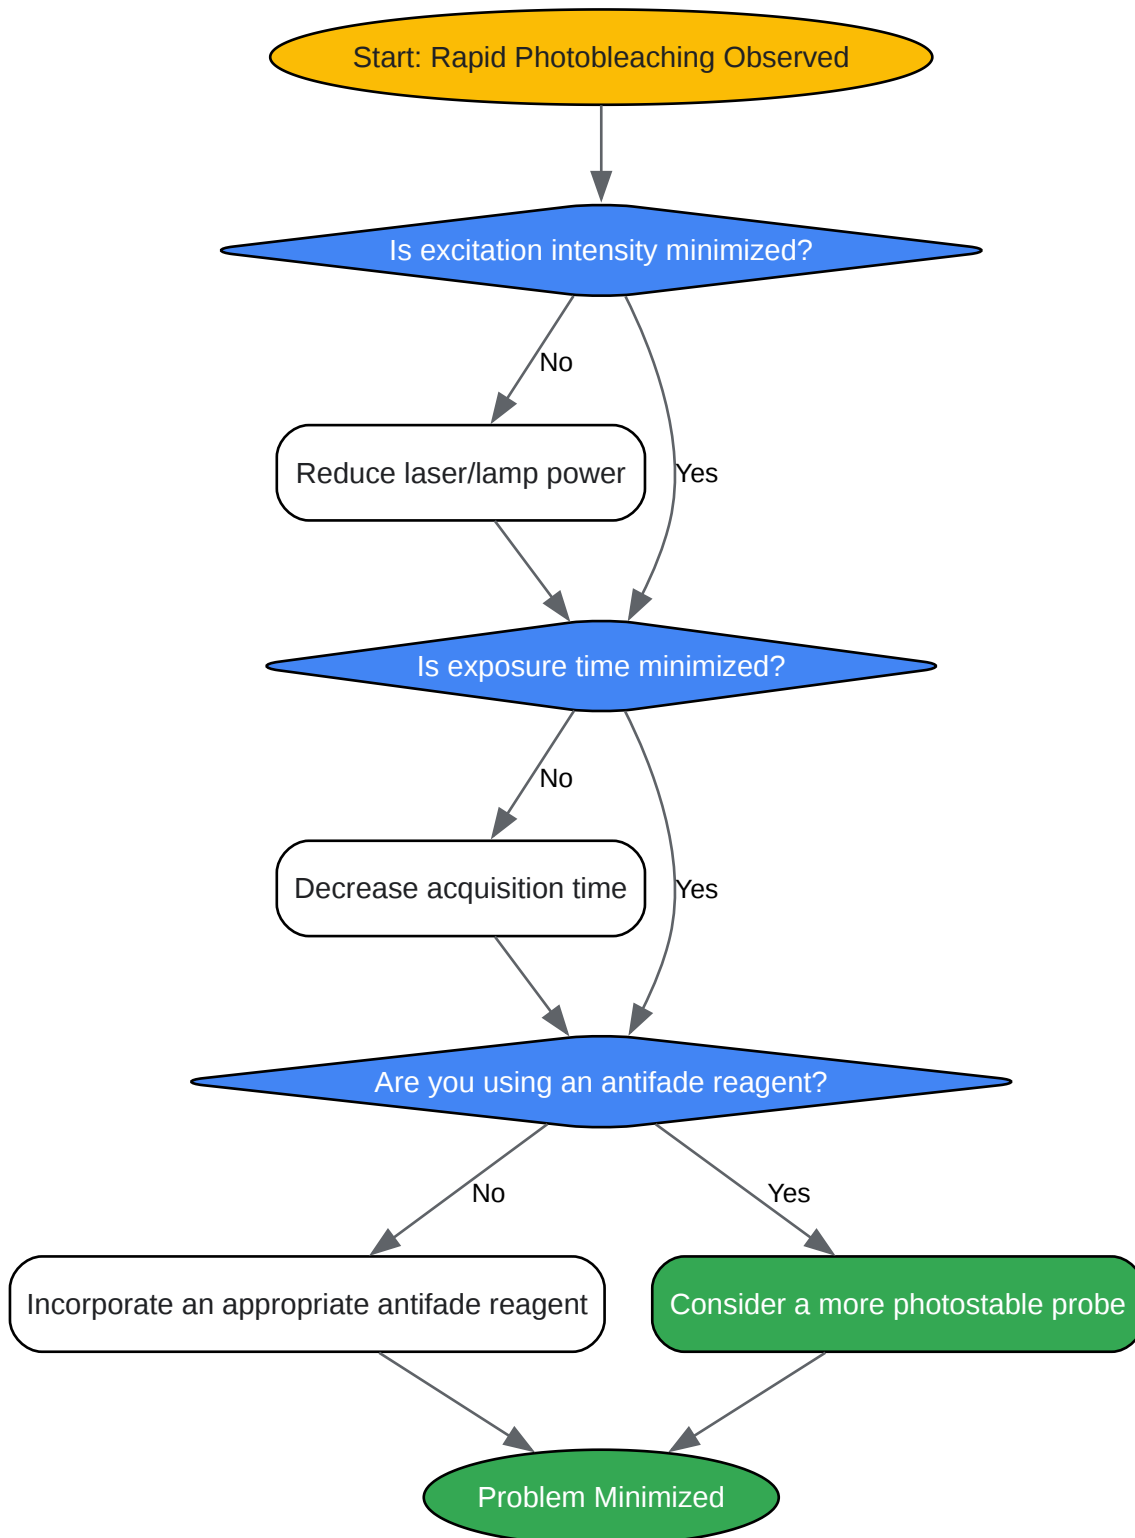 Start: Rapid Photobleaching Observed
Is excitation intensity minimized?
No
Reduce laser/lamp power
Yes
Is exposure time minimized?
No
Decrease acquisition time
Yes
Are you using an antifade reagent?
No
Yes
Incorporate an appropriate antifade reagent
Consider a more photostable probe
Problem Minimized